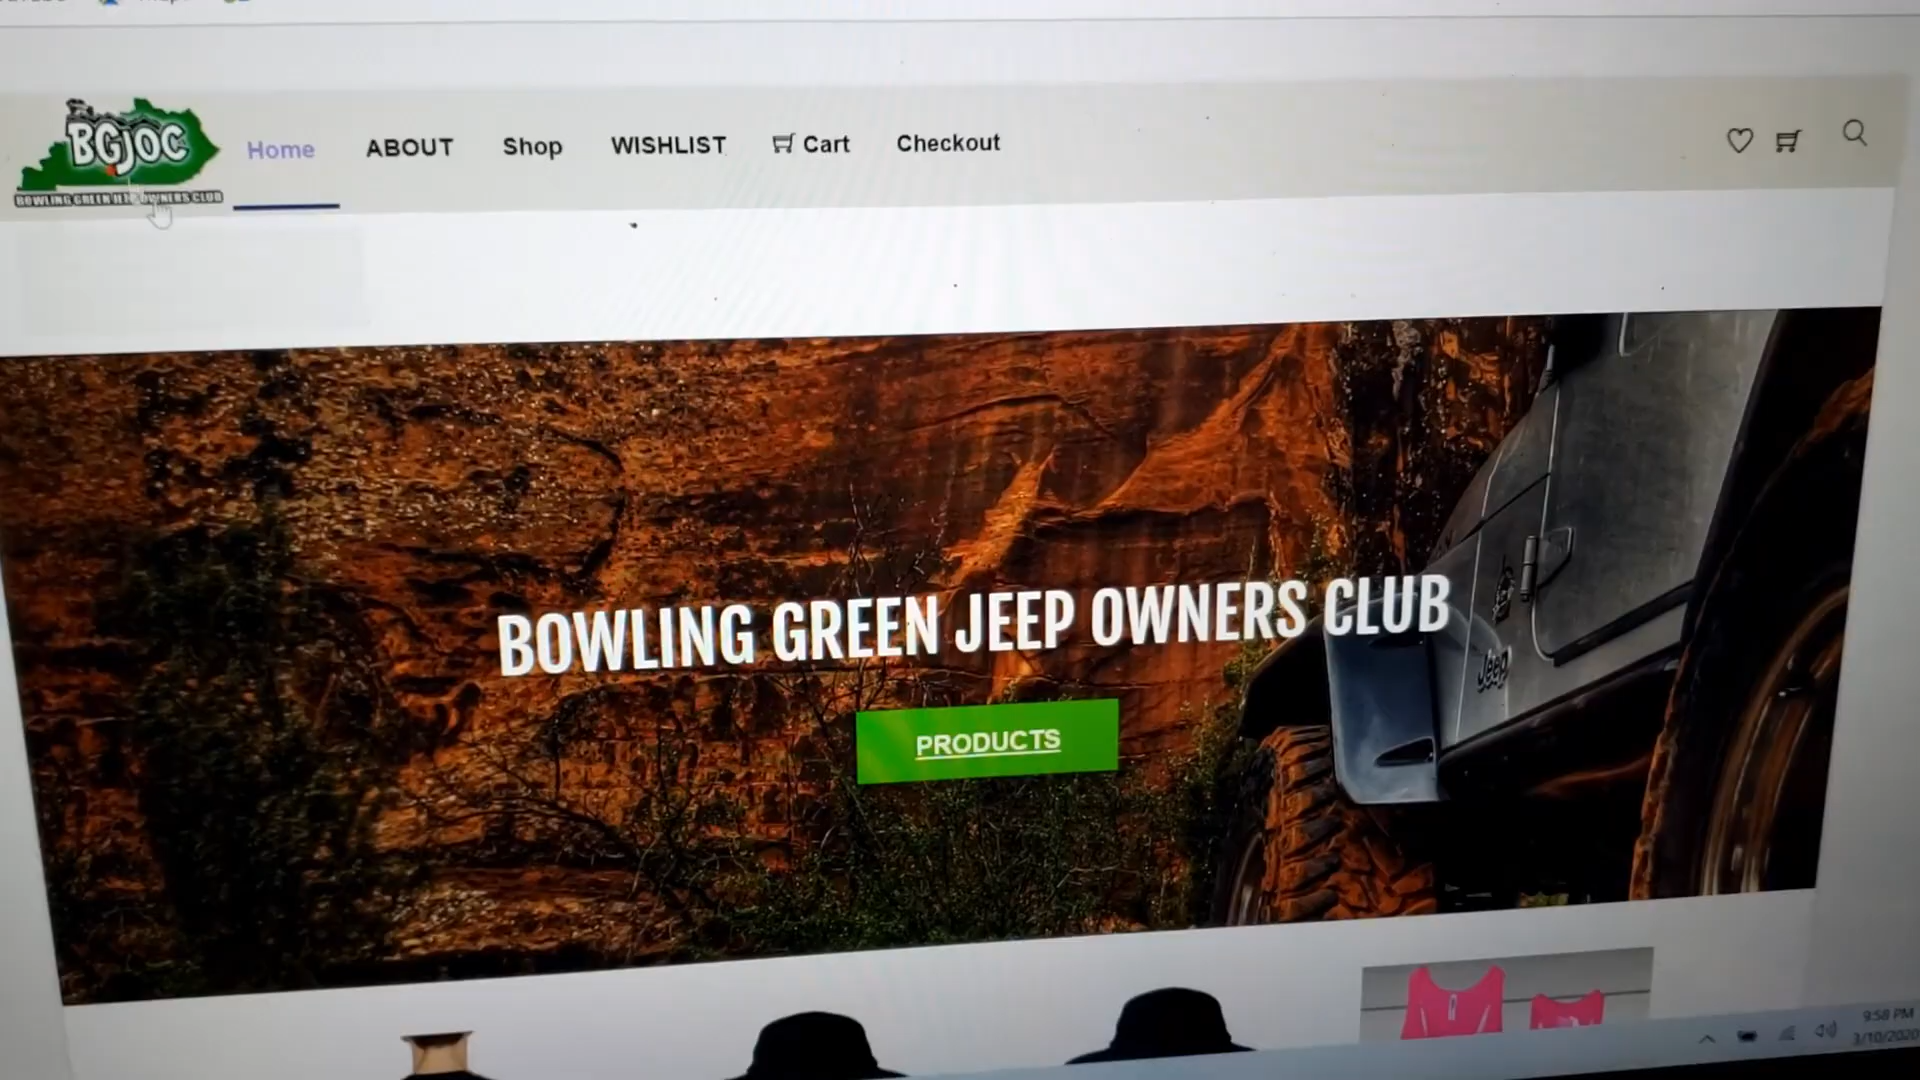 BGJOC
BOWLING GREEN JEEP OWNERS CLUB
Home
ABOUT
Shop
WISHLIST
Cart
Checkout
BOWLING GREEN JEEP OWNERS CLUB
Jeep
PRODUCTS
9:58 PM
3/10/2020